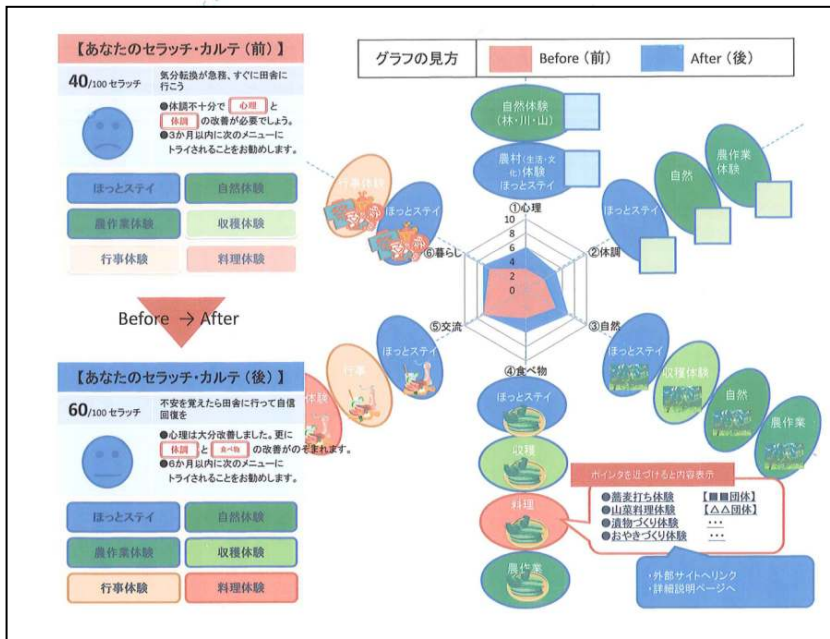 【あなたのセラッチ・カルテ（前）】
40/100 セラッチ
気分転換が急務、すぐに田舎に
行こう
●体調不十分で 心理 と
体調 の改善が必要でしょう。
●3か月以内に次のメニューに
トライされることをお勧めします。
ほっとステイ
自然体験
農作業体験
収穫体験
行事体験
料理体験
Before → After
【あなたのセラッチ・カルテ（後）】
60/100 セラッチ
不安を覚えたら田舎に行って自信
回復を
●心理は大分改善しました。更に
体調 と 食べ物 の改善がのぞまれます。
●6か月以内に次のメニューに
トライされることをお勧めします。
ほっとステイ
自然体験
農作業体験
収穫体験
行事体験
料理体験
グラフの見方
Before（前）
After（後）
自然体験
（林・川・山）
農村（生活・文
化）体験
ほっとステイ
①心理
10
8
6
4
2
0
②体調
③自然
④食べ物
⑤交流
⑥暮らし
行事体験
ほっとステイ
ほっとステイ
自然
農作業
体験
ほっとステイ
行事
体験
ほっとステイ
収穫体験
自然
農作業
ほっとステイ
収穫
料理
農作業
ポインタを近づけると内容表示
●蕎麦打ち体験 【■■団体】
●山菜料理体験 【△△団体】
●漬物づくり体験 …
●おやきづくり体験 …
・外部サイトへリンク
・詳細説明ページへ